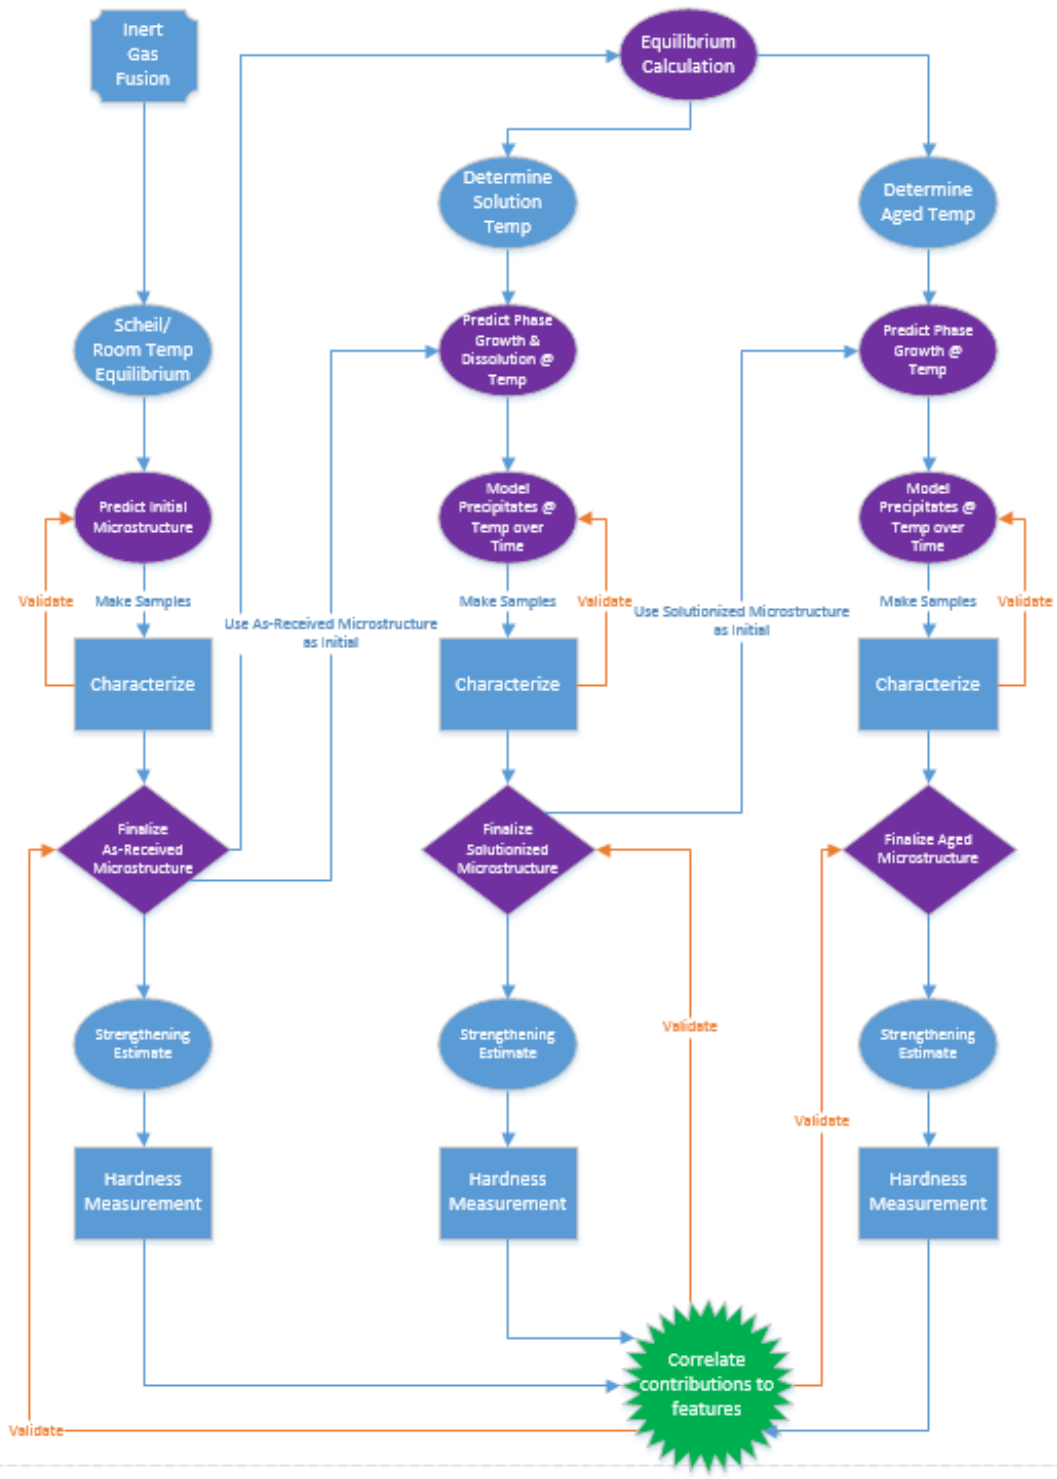 Inert
Gas
Fusion
Equilibrium
Calculation
Determine
Solution
Temp
Determine
Aged Temp
Scheil/
Room Temp
Equilibrium
Predict Phase
Growth &
Dissolution @
Temp
Predict Phase
Growth @
Temp
Predict Initial
Microstructure
Model
Precipitates @
Temp over
Time
Model
Precipitates @
Temp over
Time
Validate
Make Samples
Make Samples
Validate
Make Samples
Validate
Use As-Received Microstructure
as Initial
Use Solutionized Microstructure
as Initial
Characterize
Characterize
Characterize
Finalize
As-Received
Microstructure
Finalize
Solutionized
Microstructure
Finalize Aged
Microstructure
Strengthening
Estimate
Strengthening
Estimate
Strengthening
Estimate
Validate
Validate
Hardness
Measurement
Hardness
Measurement
Hardness
Measurement
Correlate
contributions to
features
Validate